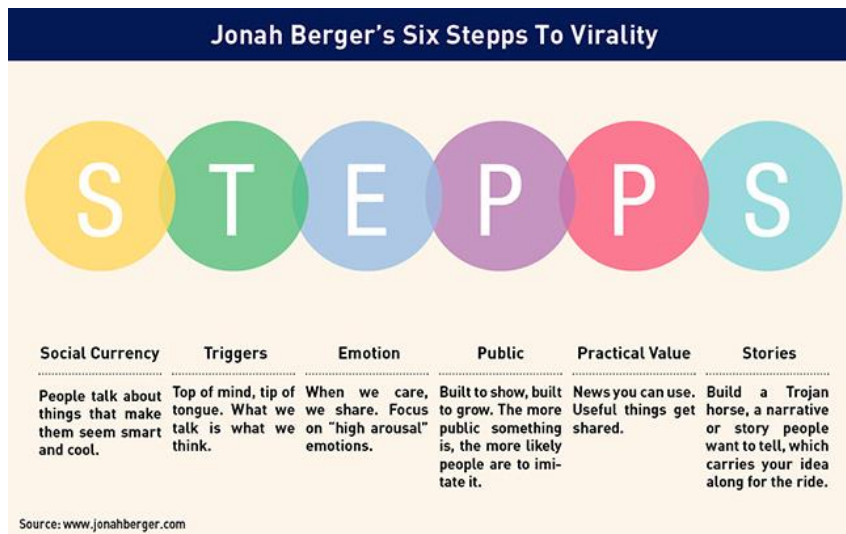 Jonah Berger's Six Stepps To Virality
S T E P P S
Social Currency
People talk about
things that make
them seem smart
and cool.
Triggers
Top of mind, tip of
tongue. What we
talk is what we
think.
Emotion
When we care,
we share. Focus
on "high arousal"
emotions.
Public
Built to show, built
to grow. The more
public something
is, the more likely
people are to imi-
tate it.
Practical Value
News you can use.
Useful things get
shared.
Stories
Build a Trojan
horse, a narrative
or story people
want to tell, which
carries your idea
along for the ride.
Source: www.jonahberger.com